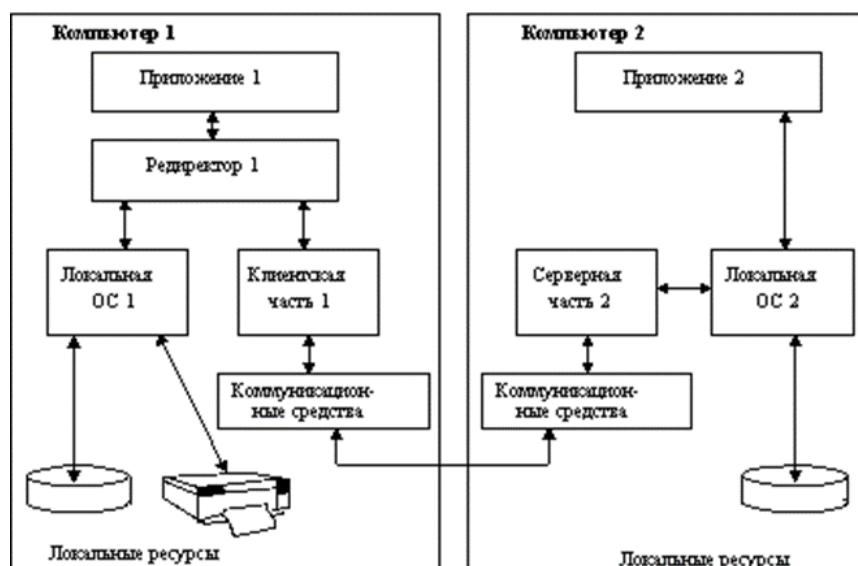 Компьютер 1
Приложение 1
Редиректор 1
Локальная
ОС 1
Клиентская
часть 1
Коммуникацион-
ные средства
Локальные ресурсы
Компьютер 2
Приложение 2
Серверная
часть 2
Локальная
ОС 2
Коммуникацион-
ные средства
Локальные ресурсы